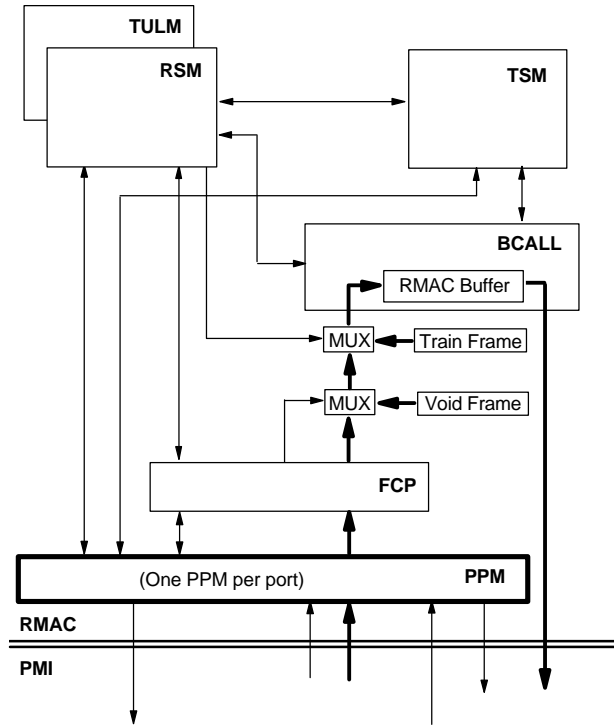 TULM
RSM
TSM
BCALL
RMAC Buffer
MUX
Train Frame
MUX
Void Frame
FCP
(One PPM per port)
PPM
RMAC
PMI